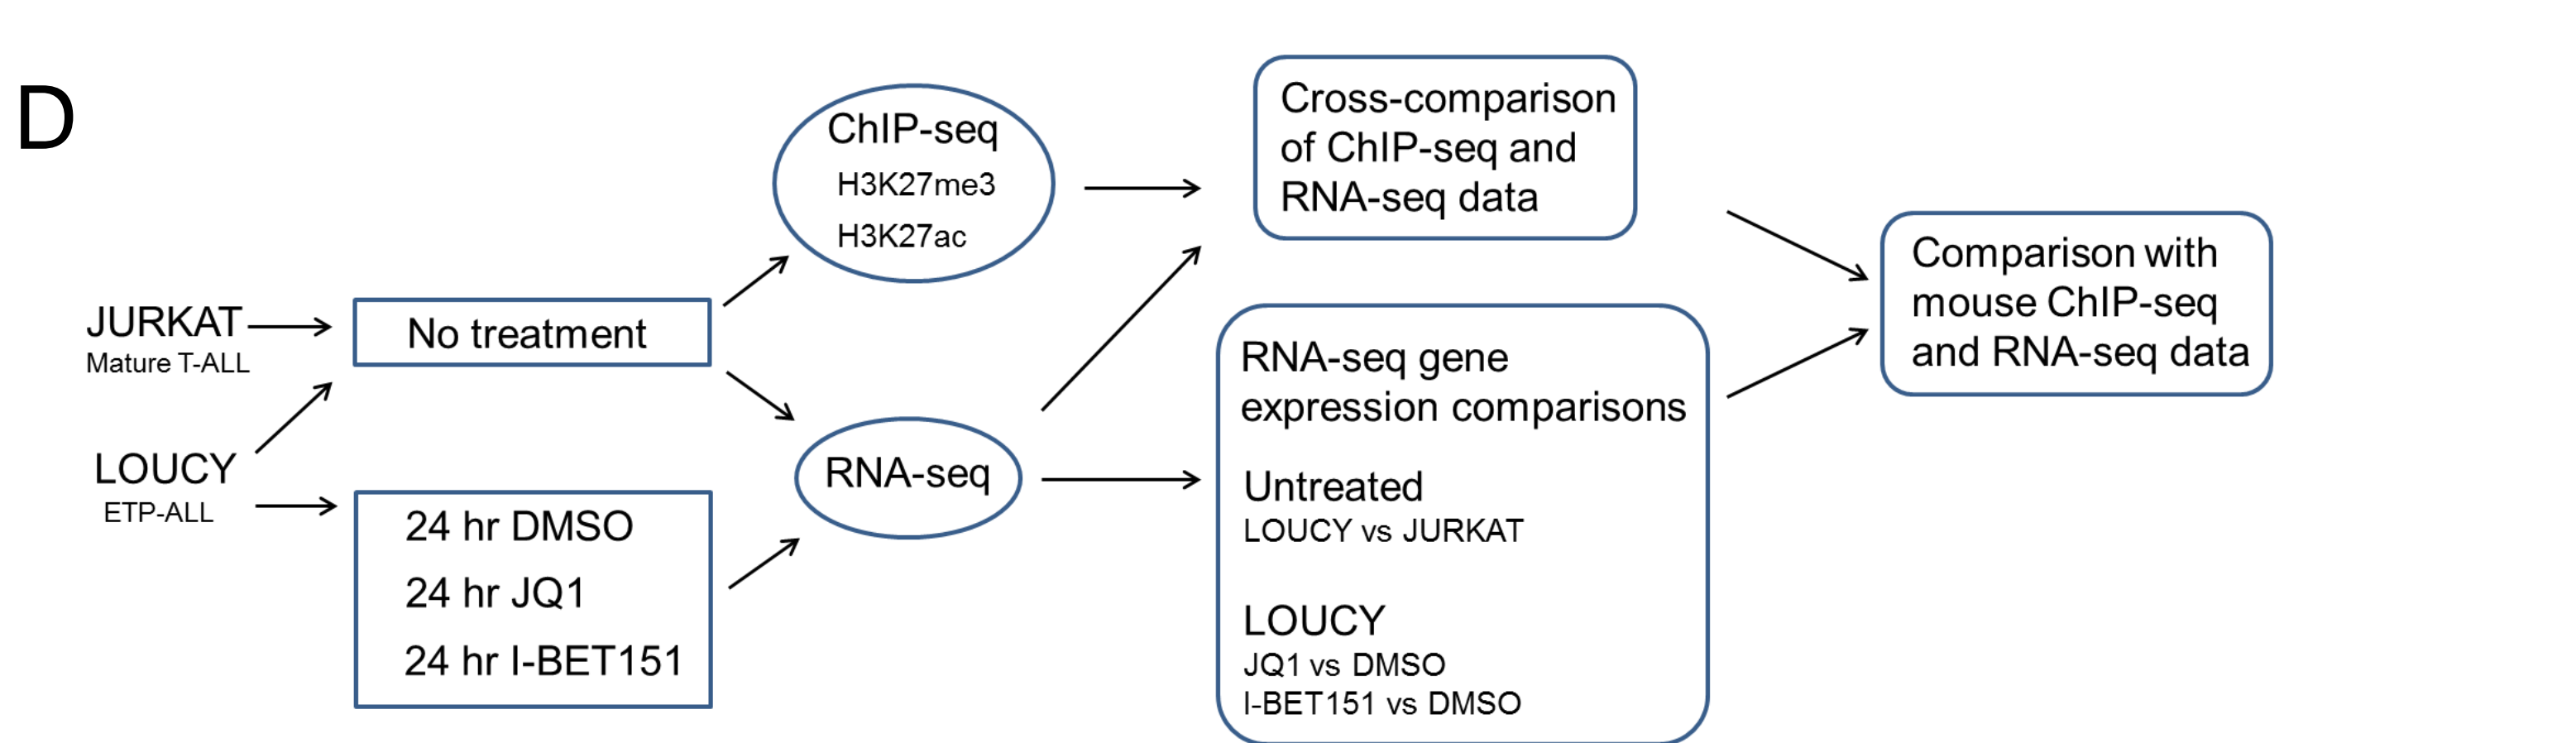 D
JURKAT
Mature T-ALL
LOUCY
ETP-ALL
No treatment
24 hr DMSO
24 hr JQ1
24 hr I-BET151
ChIP-seq
H3K27me3
H3K27ac
RNA-seq
Cross-comparison
of ChIP-seq and
RNA-seq data
RNA-seq gene
expression comparisons
Untreated
LOUCY vs JURKAT
LOUCY
JQ1 vs DMSO
I-BET151 vs DMSO
Comparison with
mouse ChIP-seq
and RNA-seq data